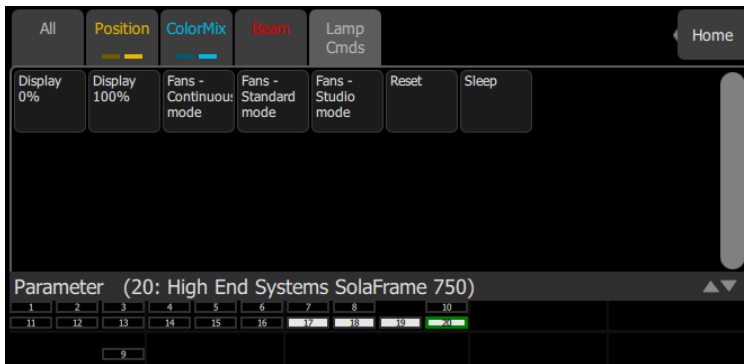 All Position ColorMix Beam Lamp Cmds Home
Display 0% Display 100% Fans - Continuous mode Fans - Standard mode Fans - Studio mode Reset Sleep
Parameter (20: High End Systems SolaFrame 750)
1 2 3 4 5 6 7 8 10
11 12 13 14 15 16 17 18 19 20
9